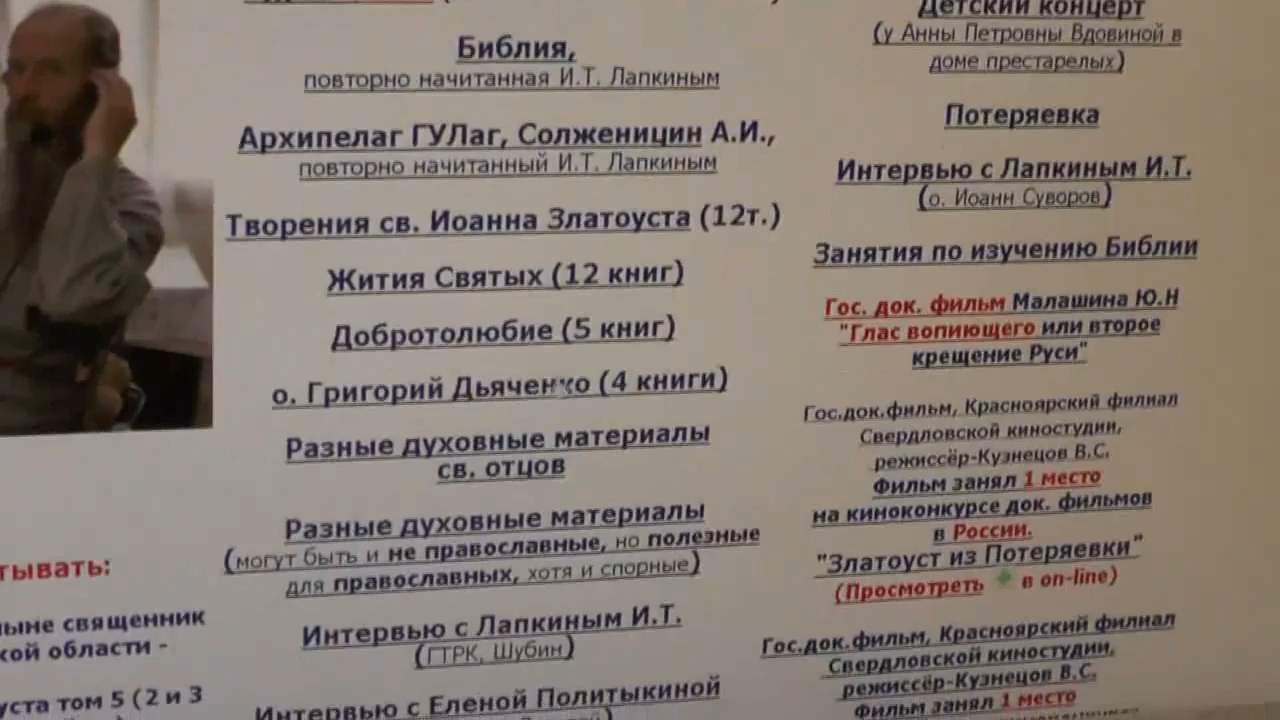 Библия,
повторно начитанная И.Т. Лапкиным
Архипелаг ГУЛаг, Солженицин А.И.,
повторно начитанный И.Т. Лапкиным
Творения св. Иоанна Златоуста (12т.)
Жития Святых (12 книг)
Добротолюбие (5 книг)
о. Григорий Дьяченко (4 книги)
Разные духовные материалы
св. отцов
Разные духовные материалы
(могут быть и не православные, но полезные
для православных, хотя и спорные)
Интервью с Лапкиным И.Т.
(ГТРК, Шубин)
Интервью с Еленой Политыкиной
Детский концерт
(у Анны Петровны Вдовиной в
доме престарелых)
Потеряевка
Интервью с Лапкиным И.Т.
(о. Иоанн Суворов)
Занятия по изучению Библии
Гос. док. фильм Малашина Ю.Н
"Глас вопиющего или второе
крещение Руси"
Гос.док.фильм, Красноярский филиал
Свердловской киностудии,
режиссёр-Кузнецов В.С.
Фильм занял 1 место
на киноконкурсе док. фильмов
в России.
"Златоуст из Потеряевки"
(Просмотреть в on-line)
Гос.док.фильм, Красноярский филиал
Свердловской киностудии,
режиссёр-Кузнецов В.С.
Фильм занял 1 место
тывать:
ыне священник
кой области -
уста том 5 (2 и 3